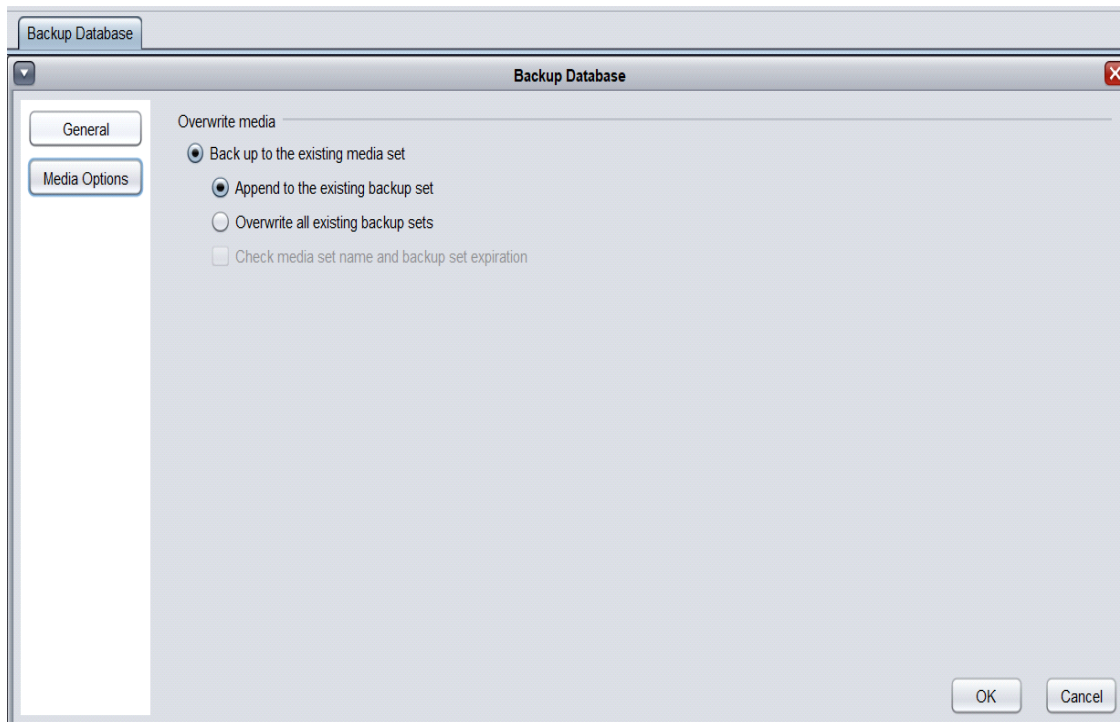 Backup Database
Backup Database
General
Media Options
Overwrite media
Back up to the existing media set
Append to the existing backup set
Overwrite all existing backup sets
Check media set name and backup set expiration
OK
Cancel